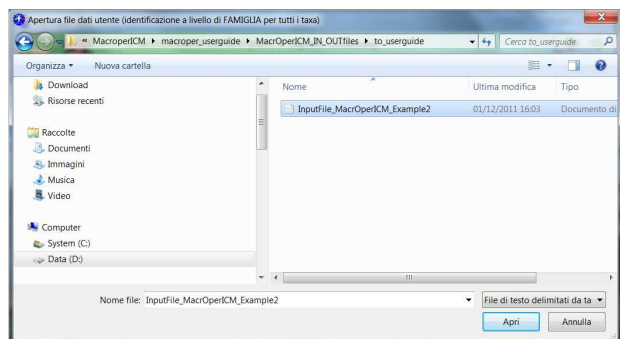 Apertura file dati utente (identificazione a livello di FAMIGLIA per tutti i taxa)
« MacroperICM ▸ macroper_userguide ▸ MacrOperICM_IN_OUTfiles ▸ to_userguide
Cerca to_userguide
Organizza ▾ Nuova cartella
Download
Risorse recenti
Raccolte
Documenti
Immagini
Musica
Video
Computer
System (C:)
Data (D:)
Nome Ultima modifica Tipo
InputFile_MacrOperICM_Example2 01/12/2011 16:03 Documento di
Nome file: InputFile_MacrOperICM_Example2
File di testo delimitati da ta
Apri Annulla